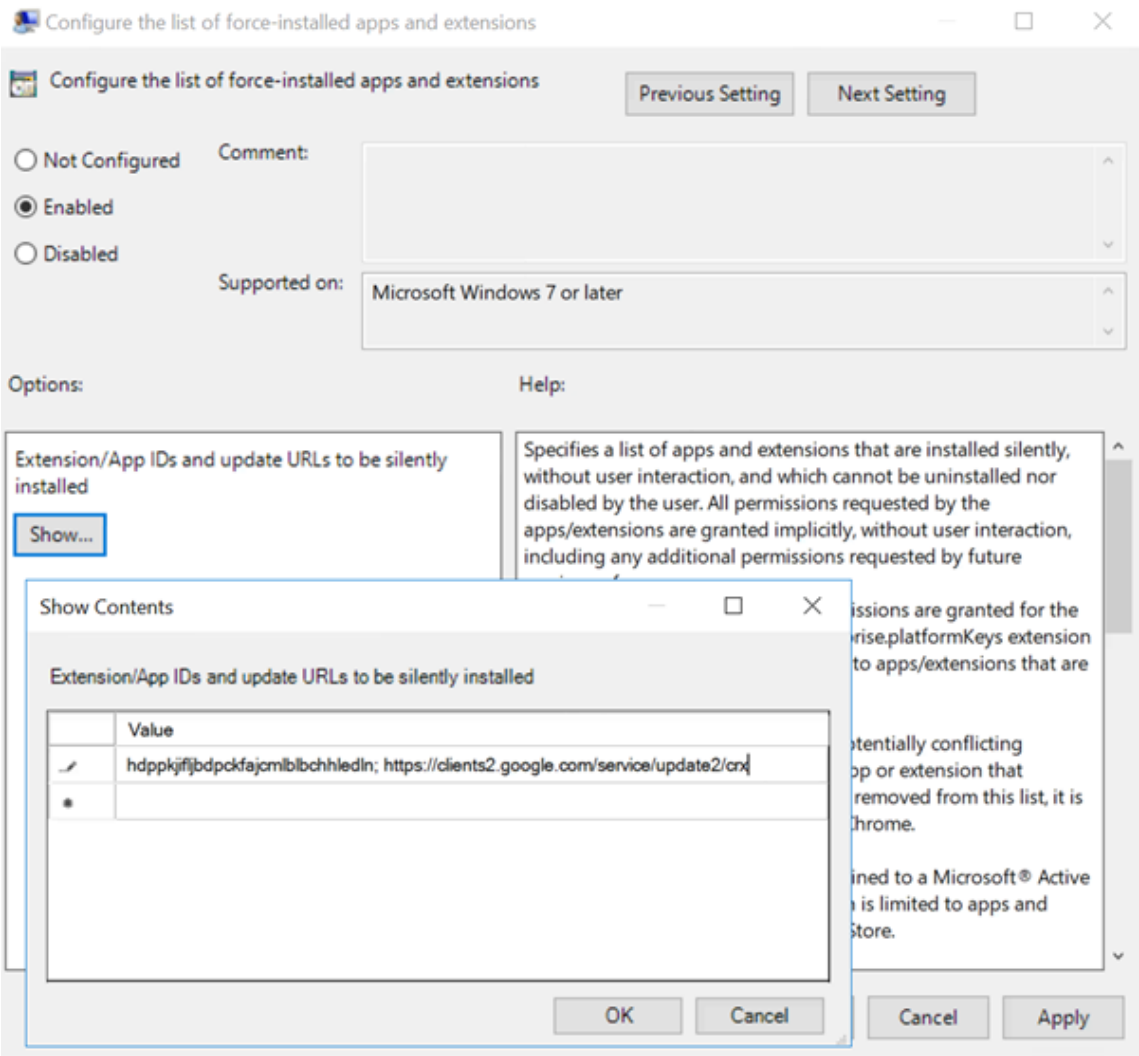 Configure the list of force-installed apps and extensions
Configure the list of force-installed apps and extensions
Previous Setting
Next Setting
Not Configured
Comment:
Enabled
Disabled
Supported on:
Microsoft Windows 7 or later
Options:
Help:
Extension/App IDs and update URLs to be silently
installed
Show...
Specifies a list of apps and extensions that are installed silently,
without user interaction, and which cannot be uninstalled nor
disabled by the user. All permissions requested by the
apps/extensions are granted implicitly, without user interaction,
including any additional permissions requested by future
issions are granted for the
rise.platformKeys extension
to apps/extensions that are
otentially conflicting
pp or extension that
removed from this list, it is
Chrome.
ined to a Microsoft® Active
is limited to apps and
Store.
Show Contents
Extension/App IDs and update URLs to be silently installed
Value
hdppkjifljbdpckfajcmlblbchhledln; https://clients2.google.com/service/update2/crx
OK
Cancel
Cancel
Apply